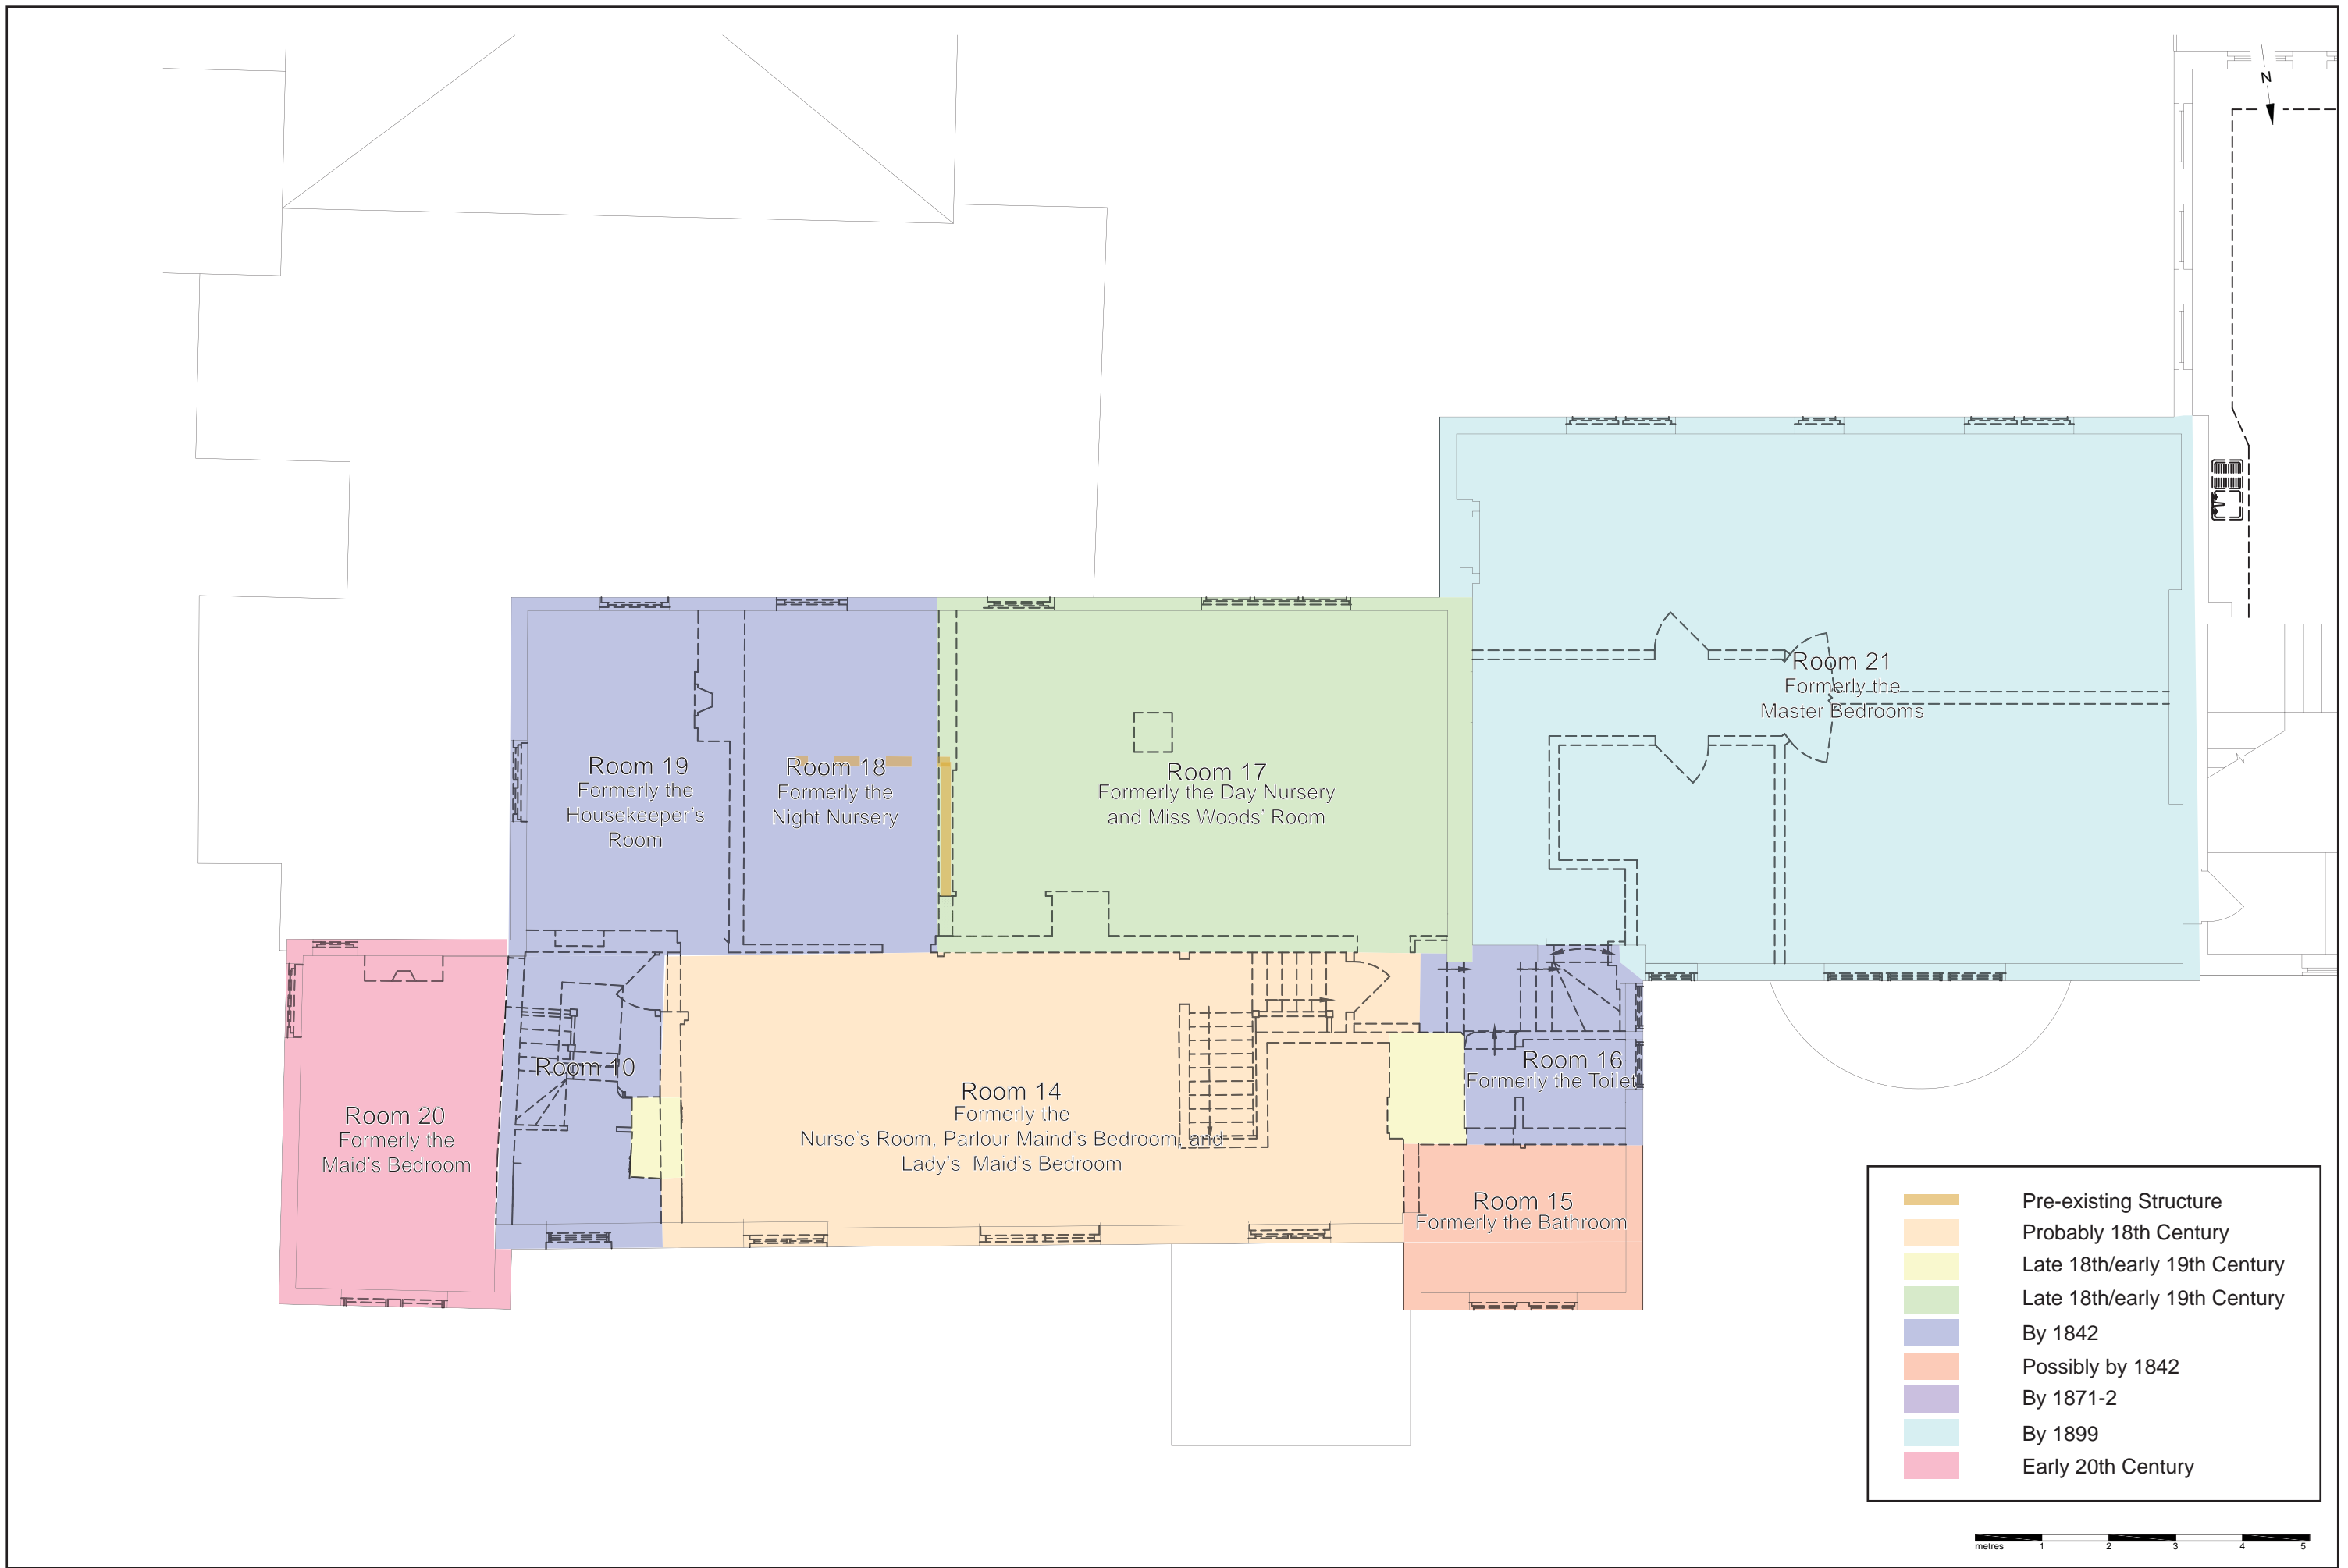 N
Room 21
Formerly the
Master Bedrooms
Room 19
Formerly the
Housekeeper's
Room
Room 18
Formerly the
Night Nursery
Room 17
Formerly the Day Nursery
and Miss Woods' Room
Room 10
Room 20
Formerly the
Maid's Bedroom
Room 14
Formerly the
Nurse's Room, Parlour Maind's Bedroom, and
Lady's Maid's Bedroom
Room 16
Formerly the Toilet
Room 15
Formerly the Bathroom
Pre-existing Structure
Probably 18th Century
Late 18th/early 19th Century
Late 18th/early 19th Century
By 1842
Possibly by 1842
By 1871-2
By 1899
Early 20th Century
metres 1 2 3 4 5